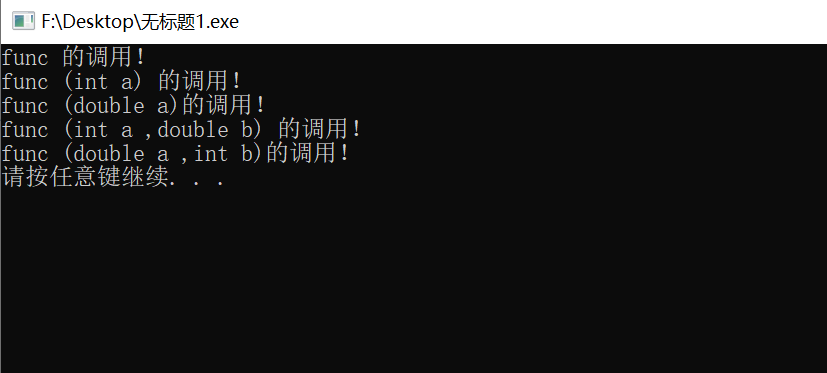 F:\Desktop\无标题1.exe
func 的调用!
func (int a) 的调用!
func (double a)的调用!
func (int a ,double b) 的调用!
func (double a ,int b)的调用!
请按任意键继续. . .